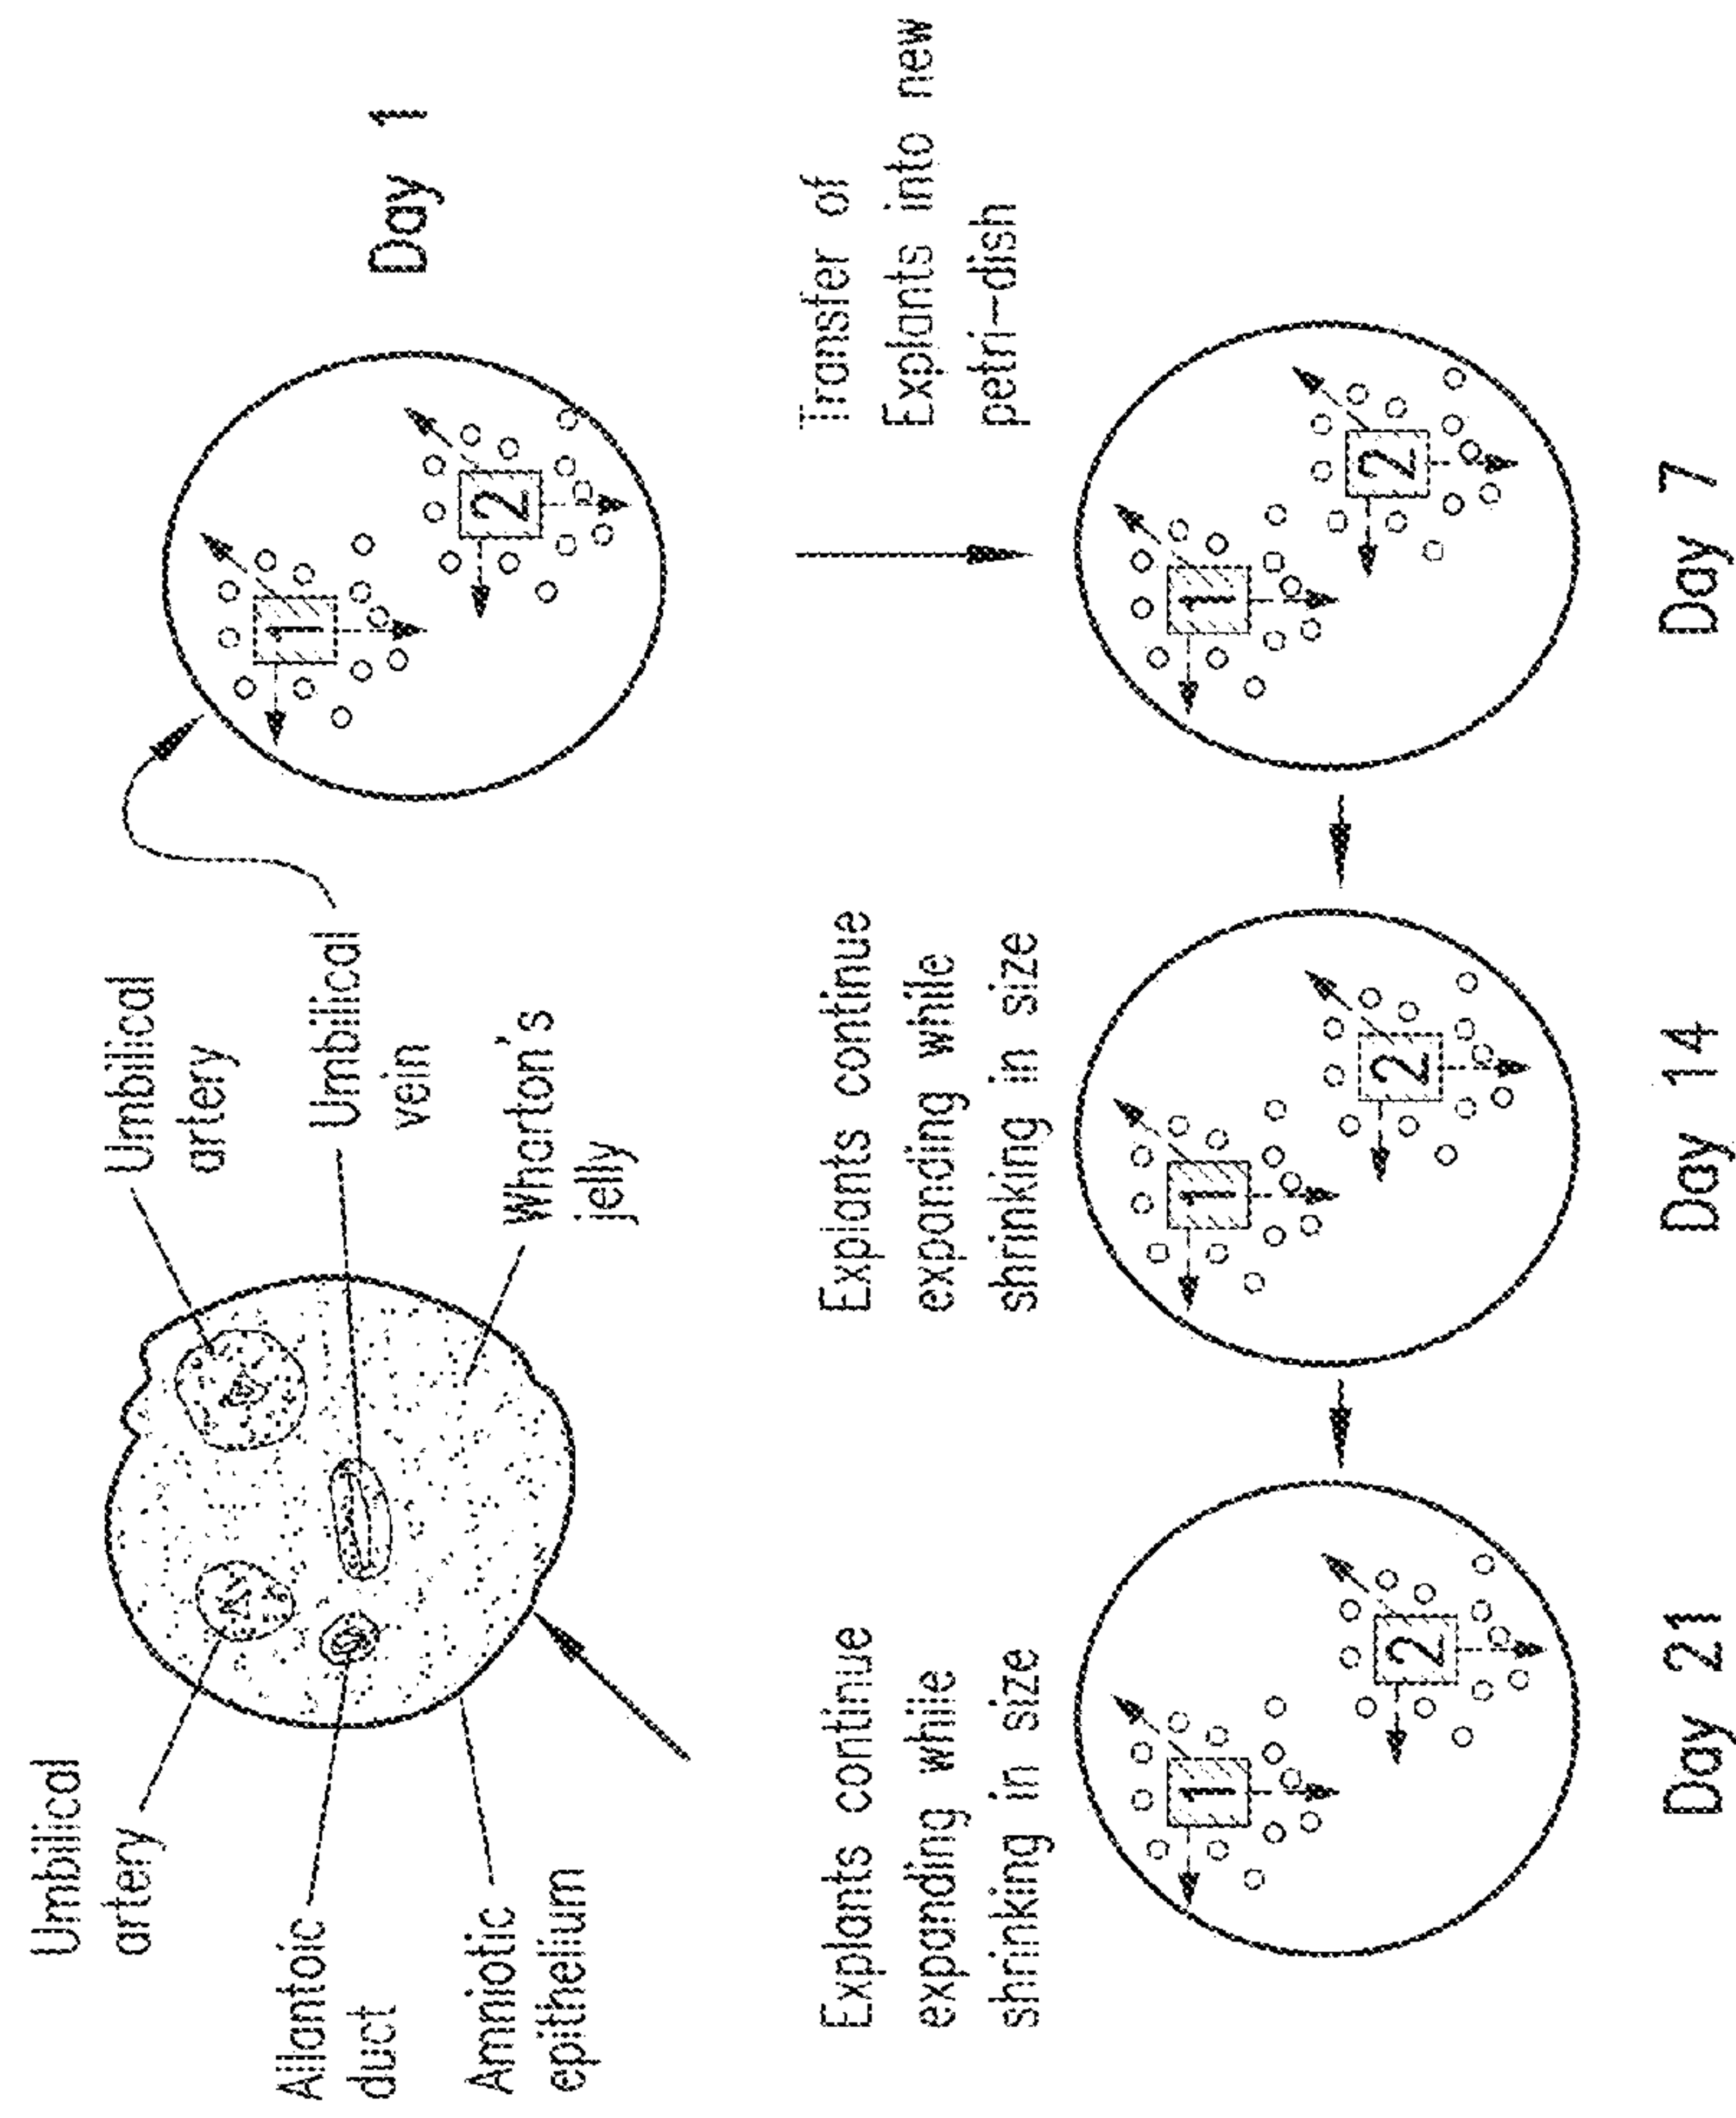 Umbilical
artery
Allantoic
duct
Amniotic
epithelium
Umbilical
artery
Umbilical
vein
Wharton's
jelly
1
2
Day 1
Transfer of
Explants into new
petri-dish
Explants continue
expanding while
shrinking in size
Explants continue
expanding while
shrinking in size
1
2
1
2
1
2
Day 21
Day 14
Day 7